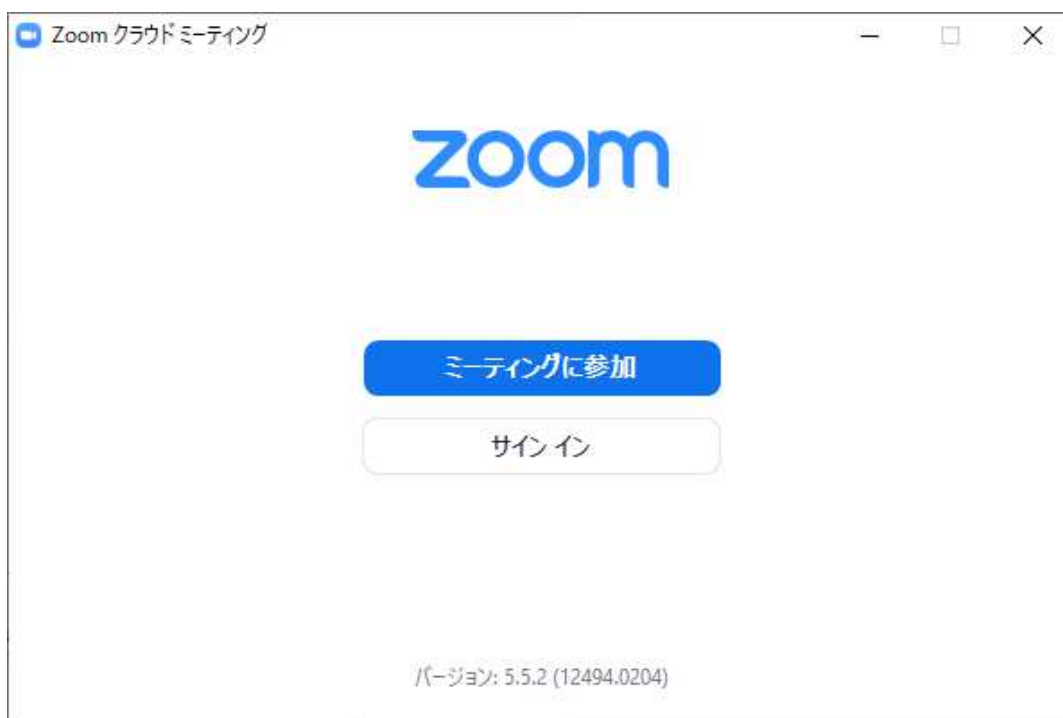 Zoom クラウド ミーティング
zoom
ミーティングに参加
サイン イン
バージョン: 5.5.2 (12494.0204)